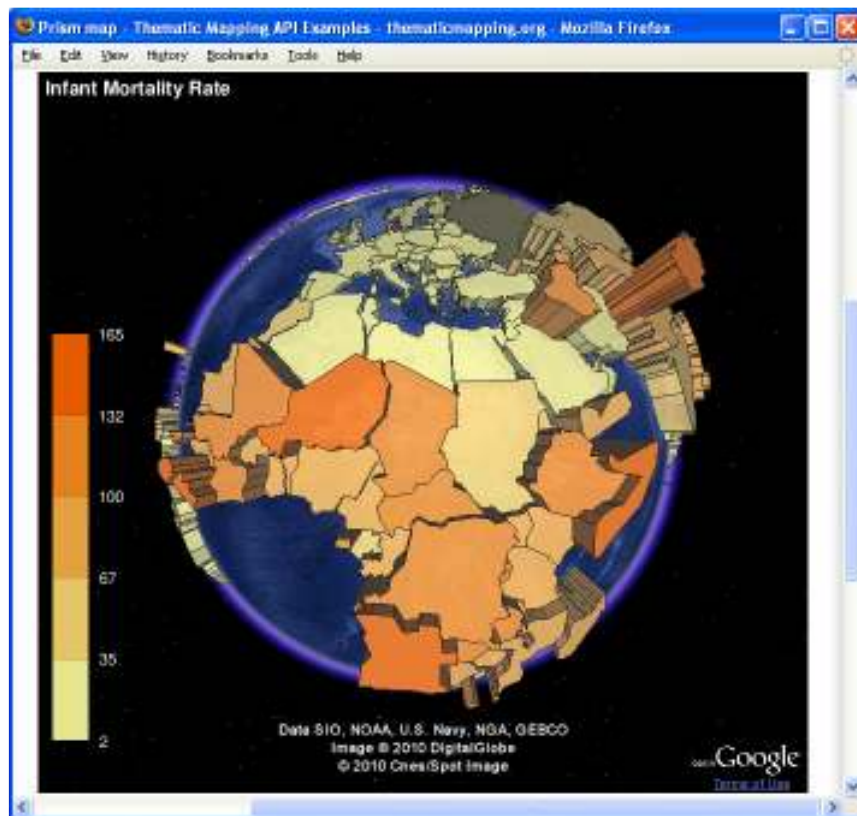 Prism map - Thematic Mapping API Examples - thematicmapping.org - Mozilla Firefox
File Edit View History Bookmarks Tools Help
Infant Mortality Rate
165
132
100
67
35
2
Data SIO, NOAA, U.S. Navy, NGA, GEBCO
Image © 2010 DigitalGlobe
© 2010 Cnes/Spot Image
Google
Terms of Use